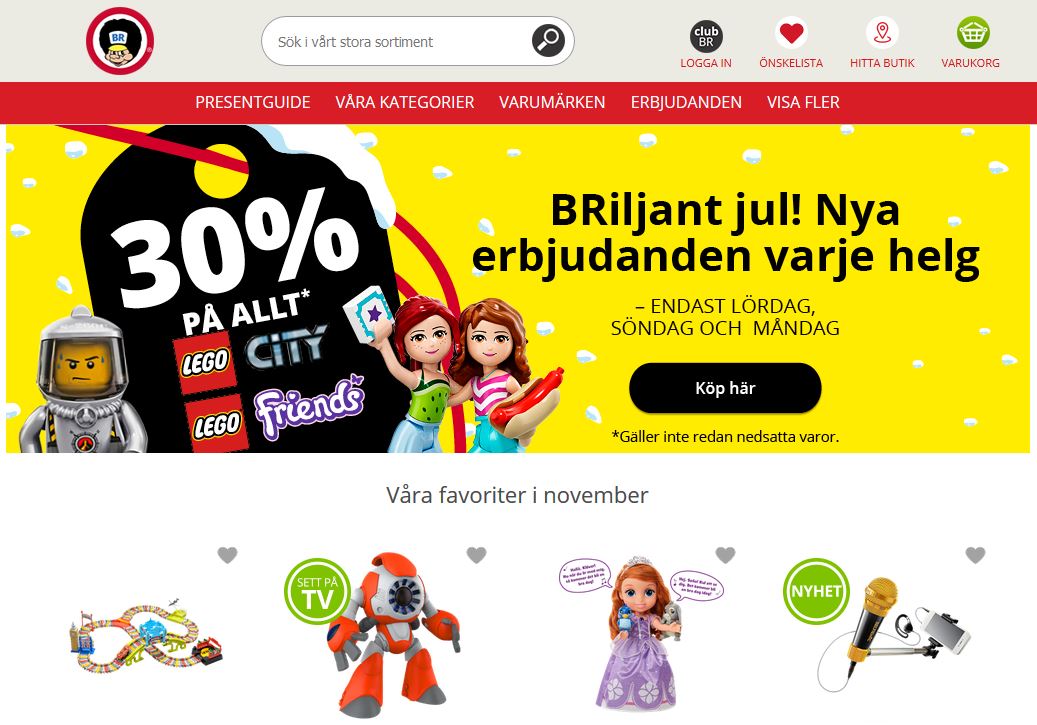 BR
Sök i vårt stora sortiment
club
BR
LOGGA IN
ÖNSKELISTA
HITTA BUTIK
VARUKORG
PRESENTGUIDE
VÅRA KATEGORIER
VARUMÄRKEN
ERBJUDANDEN
VISA FLER
30%
PÅ ALLT*
LEGO CITY
LEGO Friends
BRiljant jul! Nya
erbjudanden varje helg
– ENDAST LÖRDAG,
SÖNDAG OCH MÅNDAG
Köp här
*Gäller inte redan nedsatta varor.
Våra favoriter i november
SETT PÅ
TV
NYHET